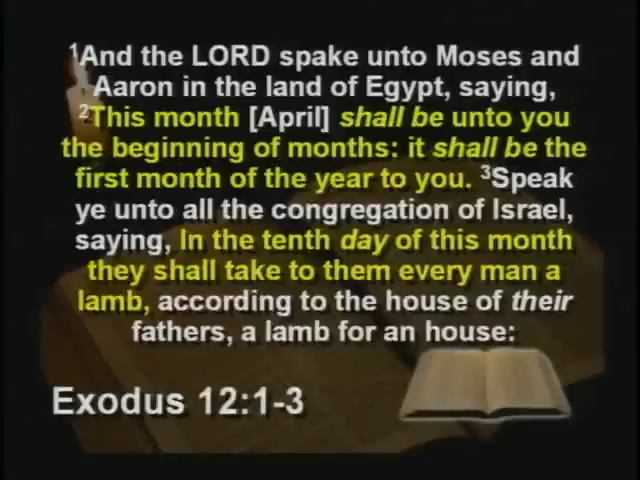 ¹And the LORD spake unto Moses and
Aaron in the land of Egypt, saying,
²This month [April] shall be unto you
the beginning of months: it shall be the
first month of the year to you. ³Speak
ye unto all the congregation of Israel,
saying, In the tenth day of this month
they shall take to them every man a
lamb, according to the house of their
fathers, a lamb for an house:
Exodus 12:1-3